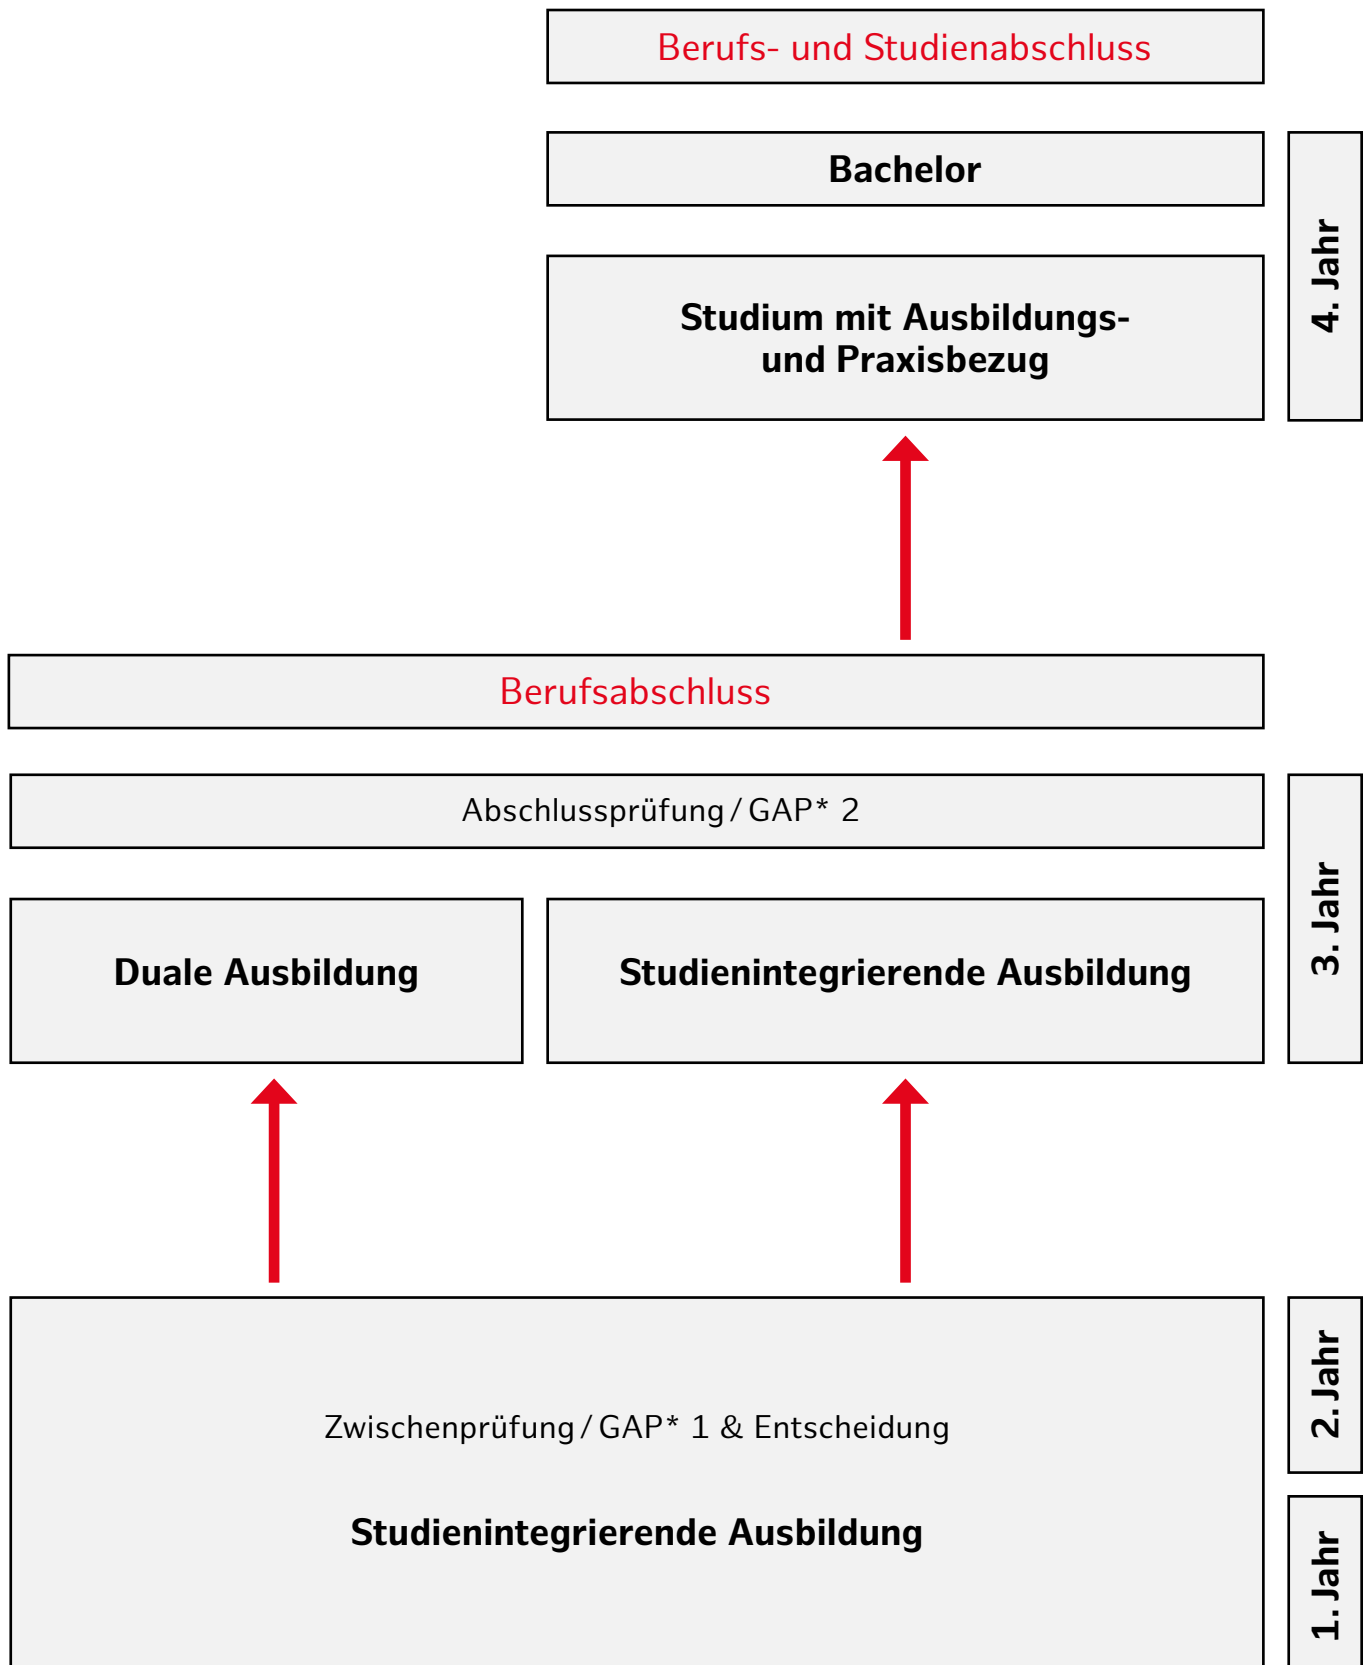 Berufs- und Studienabschluss
Bachelor
Studium mit Ausbildungs-
und Praxisbezug
4. Jahr
Berufsabschluss
Abschlussprüfung / GAP* 2
Duale Ausbildung
Studienintegrierende Ausbildung
3. Jahr
Zwischenprüfung / GAP* 1 & Entscheidung
Studienintegrierende Ausbildung
2. Jahr
1. Jahr